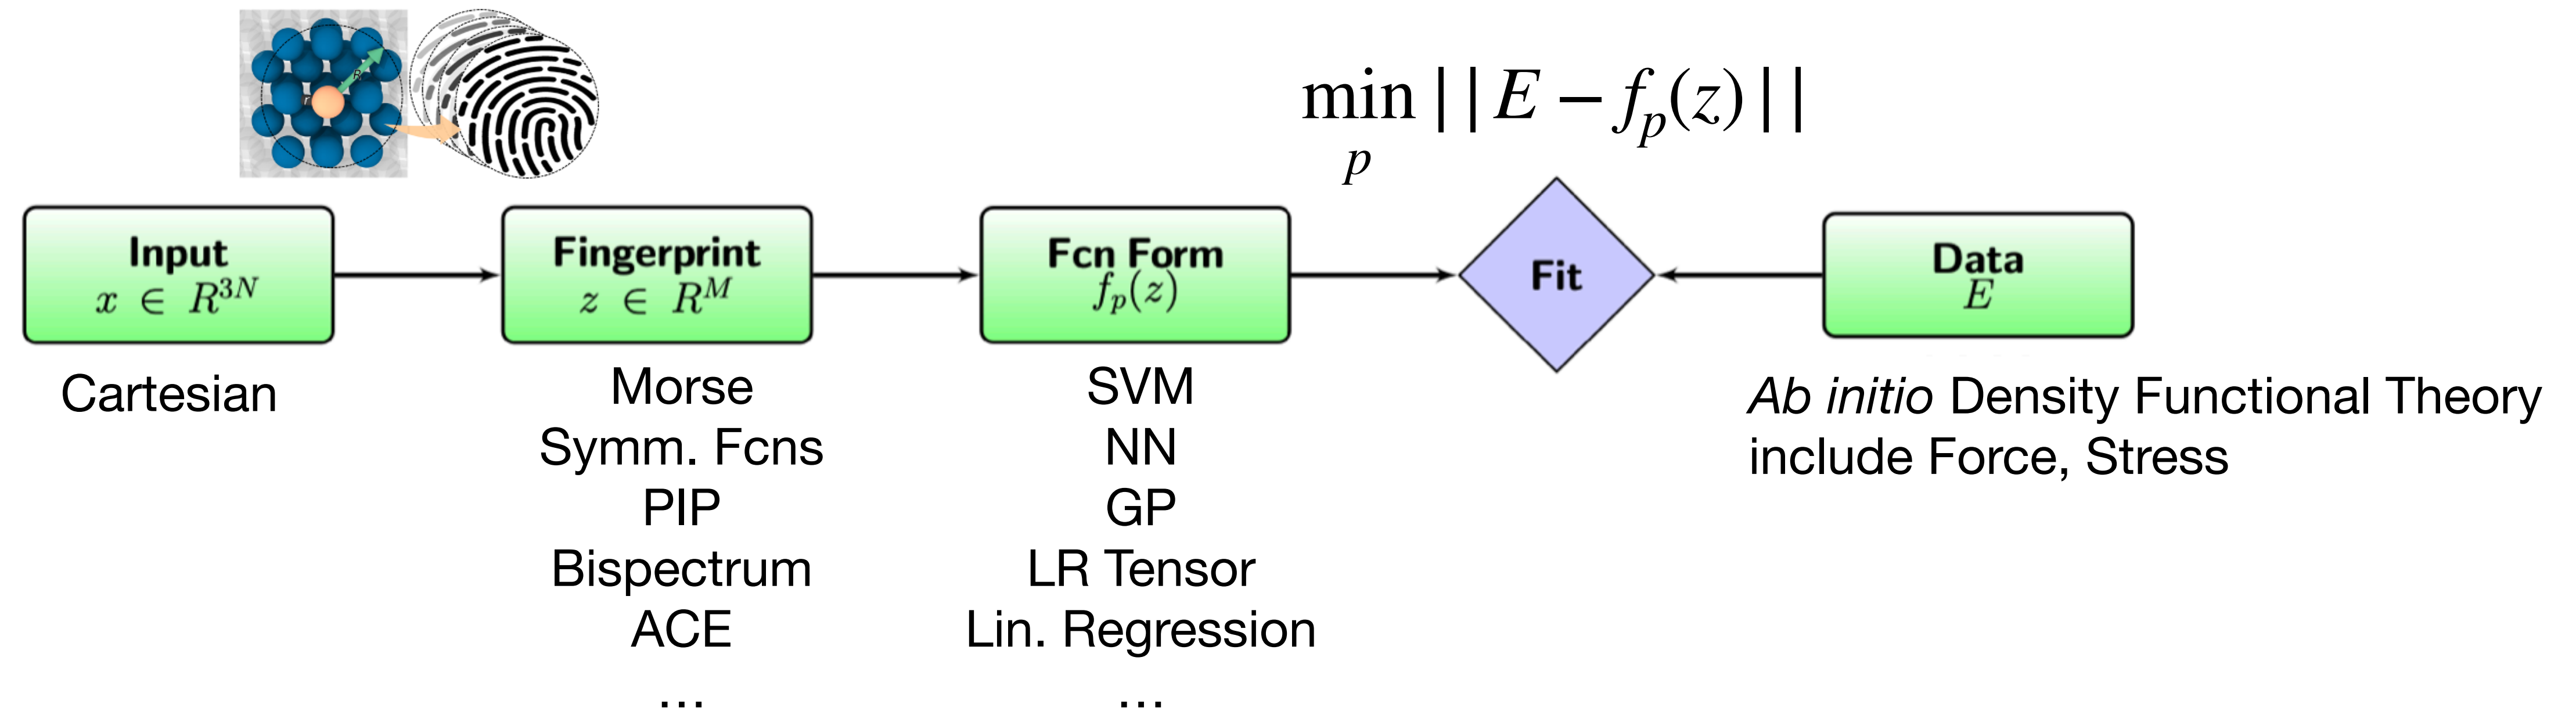 R
min ||E − f_p(z)||
p
Input
x ∈ R^{3N}
Cartesian
Fingerprint
z ∈ R^M
Morse
Symm. Fcns
PIP
Bispectrum
ACE
...
Fcn Form
f_p(z)
SVM
NN
GP
LR Tensor
Lin. Regression
...
Fit
Data
E
Ab initio Density Functional Theory
include Force, Stress